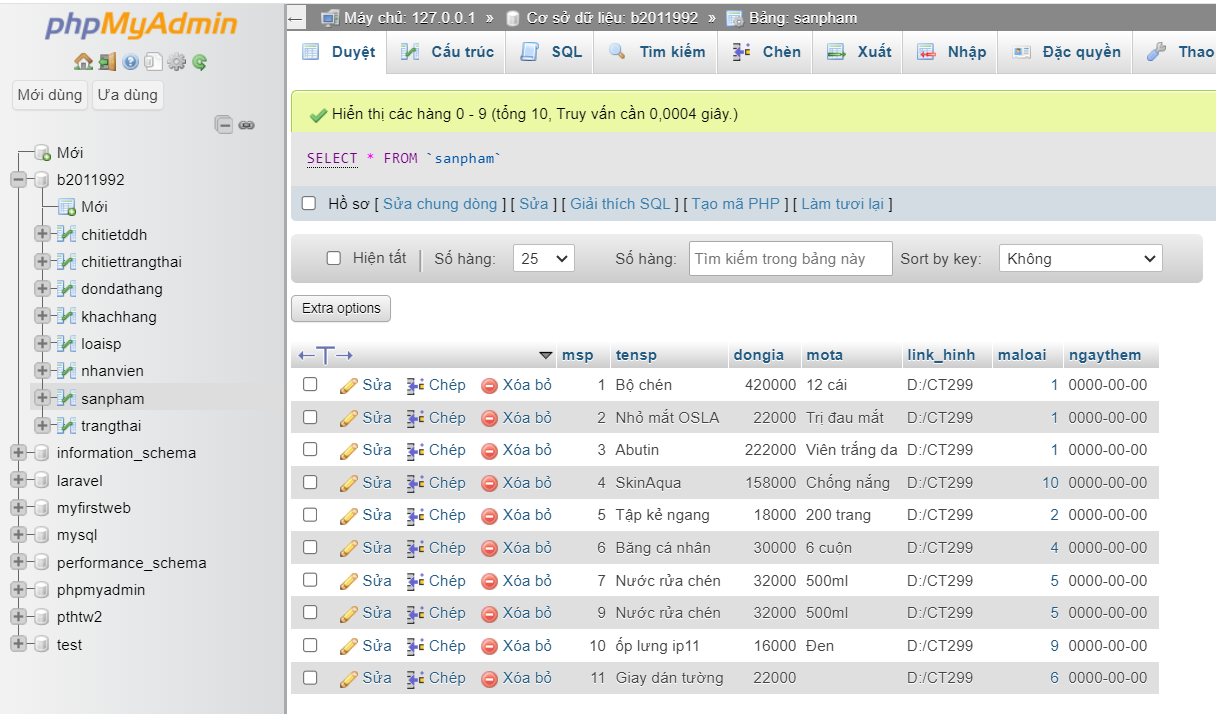 phpMyAdmin
Mới dùng Ưa dùng
Mới
b2011992
Mới
chitietddh
chitiettrangthai
dondathang
khachhang
loaisp
nhanvien
sanpham
trangthai
information_schema
laravel
myfirstweb
mysql
performance_schema
phpmyadmin
pthtw2
test
Máy chủ: 127.0.0.1 » Cơ sở dữ liệu: b2011992 » Bảng: sanpham
Duyệt Cấu trúc SQL Tìm kiếm Chèn Xuất Nhập Đặc quyền Thao
Hiển thị các hàng 0 - 9 (tổng 10, Truy vấn cần 0,0004 giây.)
SELECT * FROM `sanpham`
Hồ sơ [ Sửa chung dòng ] [ Sửa ] [ Giải thích SQL ] [ Tạo mã PHP ] [ Làm tươi lại ]
Hiện tất Số hàng: 25 Số hàng: Tìm kiếm trong bảng này Sort by key: Không
Extra options
←T→ msp tensp dongia mota link_hinh maloai ngaythem
Sửa Chép Xóa bỏ 1 Bộ chén 420000 12 cái D:/CT299 1 0000-00-00
Sửa Chép Xóa bỏ 2 Nhỏ mắt OSLA 22000 Trị đau mắt D:/CT299 1 0000-00-00
Sửa Chép Xóa bỏ 3 Abutin 222000 Viên trắng da D:/CT299 1 0000-00-00
Sửa Chép Xóa bỏ 4 SkinAqua 158000 Chống nắng D:/CT299 10 0000-00-00
Sửa Chép Xóa bỏ 5 Tập kẻ ngang 18000 200 trang D:/CT299 2 0000-00-00
Sửa Chép Xóa bỏ 6 Băng cá nhân 30000 6 cuộn D:/CT299 4 0000-00-00
Sửa Chép Xóa bỏ 7 Nước rửa chén 32000 500ml D:/CT299 5 0000-00-00
Sửa Chép Xóa bỏ 9 Nước rửa chén 32000 500ml D:/CT299 5 0000-00-00
Sửa Chép Xóa bỏ 10 ốp lưng ip11 16000 Đen D:/CT299 9 0000-00-00
Sửa Chép Xóa bỏ 11 Giay dán tường 22000 D:/CT299 6 0000-00-00